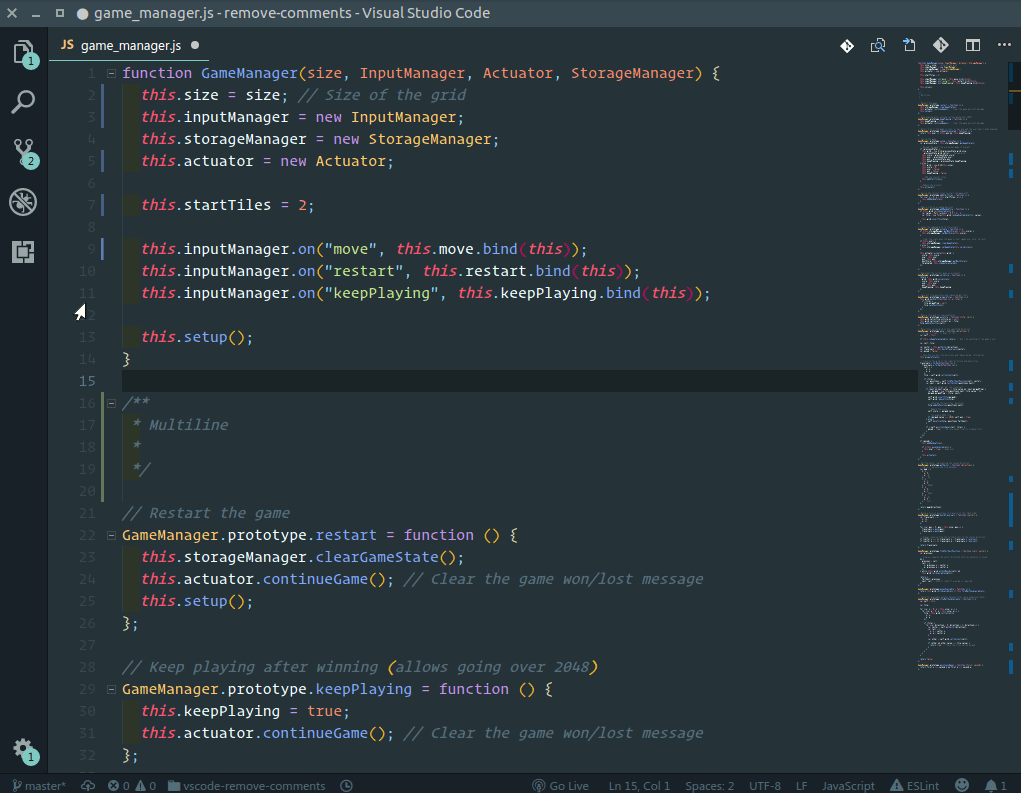 game_manager.js - remove-comments - Visual Studio Code
JS game_manager.js
1
2
1
1 function GameManager(size, InputManager, Actuator, StorageManager) {
2 this.size = size; // Size of the grid
3 this.inputManager = new InputManager;
4 this.storageManager = new StorageManager;
5 this.actuator = new Actuator;
6
7 this.startTiles = 2;
8
9 this.inputManager.on("move", this.move.bind(this));
10 this.inputManager.on("restart", this.restart.bind(this));
11 this.inputManager.on("keepPlaying", this.keepPlaying.bind(this));
2
13 this.setup();
14 }
15
16 /**
17 * Multiline
18 *
19 */
20
21 // Restart the game
22 GameManager.prototype.restart = function () {
23 this.storageManager.clearGameState();
24 this.actuator.continueGame(); // Clear the game won/lost message
25 this.setup();
26 };
27
28 // Keep playing after winning (allows going over 2048)
29 GameManager.prototype.keepPlaying = function () {
30 this.keepPlaying = true;
31 this.actuator.continueGame(); // Clear the game won/lost message
32 };
master* 0 0 vscode-remove-comments Go Live Ln 15, Col 1 Spaces: 2 UTF-8 LF JavaScript ESLint 1